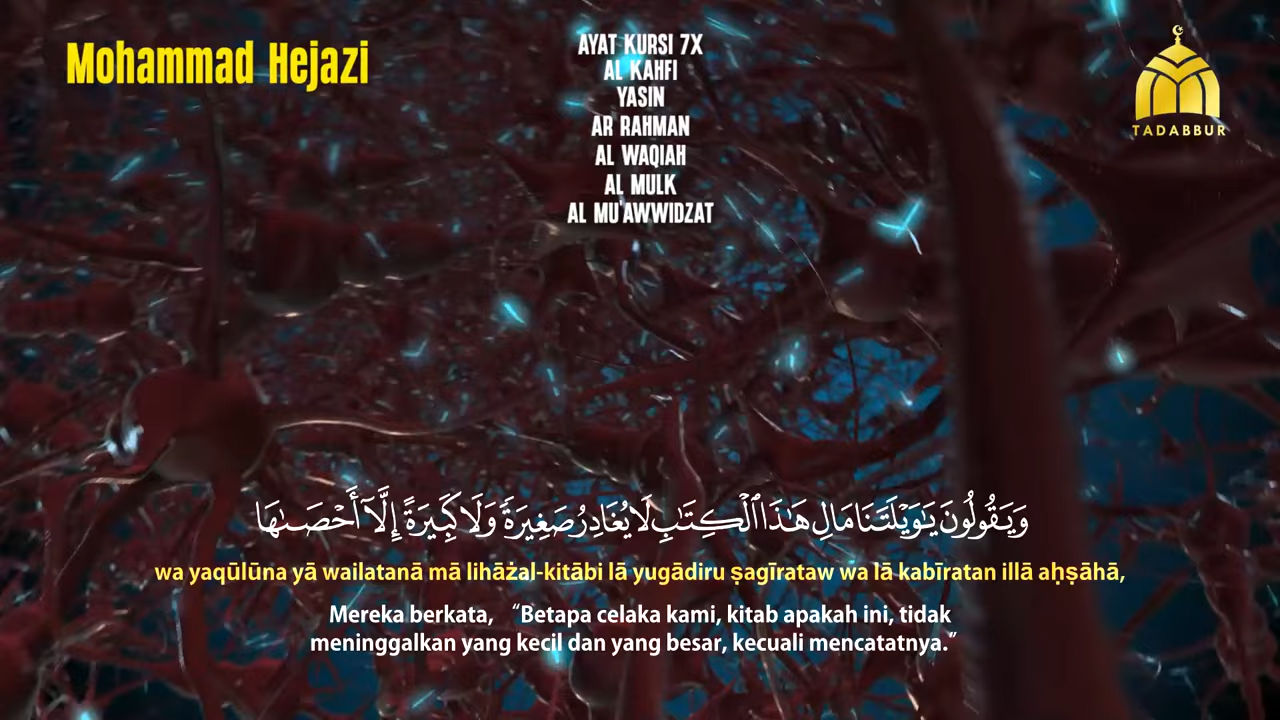 Mohammad Hejazi
AYAT KURSI 7X
AL KAHFI
YASIN
AR RAHMAN
AL WAQIAH
AL MULK
AL MU'AWWIDZAT
TADABBUR
وَيَقُولُونَ يَٰوَيْلَتَنَا مَالِ هَٰذَا ٱلْكِتَٰبِ لَا يُغَادِرُ صَغِيرَةً وَلَا كَبِيرَةً إِلَّآ أَحْصَىٰهَا
wa yaqūlūna yā wailatanā mā lihāżal-kitābi lā yugādiru ṣagīrataw wa lā kabīratan illā aḥṣāhā,
Mereka berkata, “Betapa celaka kami, kitab apakah ini, tidak
meninggalkan yang kecil dan yang besar, kecuali mencatatnya.”